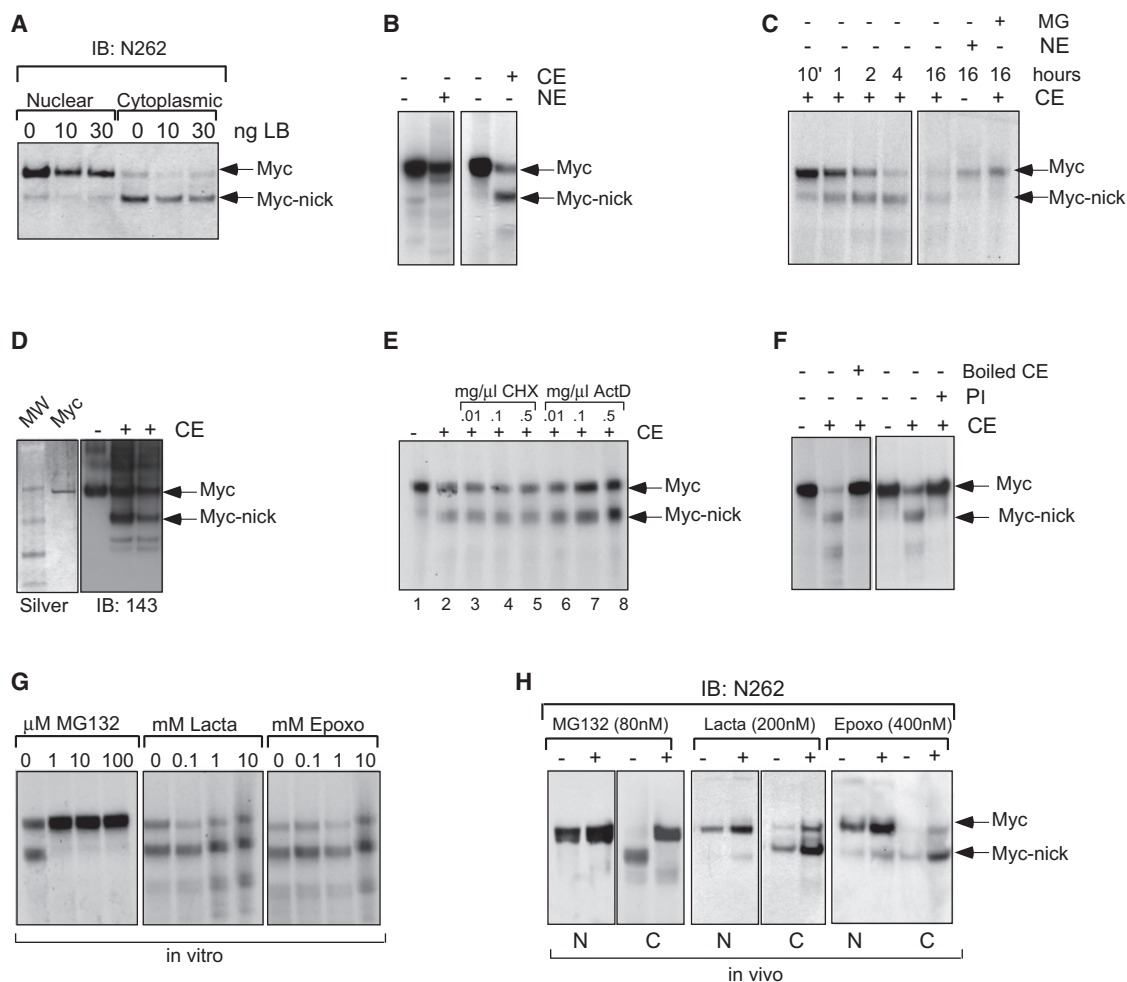 A
IB: N262
Nuclear Cytoplasmic
0 10 30 0 10 30 ng LB
Myc
Myc-nick
B
- - - + CE
- + - - NE
Myc
Myc-nick
C
- - - - - - + MG
- - - - - + - NE
10' 1 2 4 16 16 16 hours
+ + + + + - + CE
Myc
Myc-nick
D
MW Myc
- + + CE
Myc
Myc-nick
Silver IB: 143
E
mg/μl CHX mg/μl ActD
.01 .1 .5 .01 .1 .5
- + + + + + + + CE
Myc
Myc-nick
1 2 3 4 5 6 7 8
F
- - + - - - Boiled CE
- - - - - + PI
- + + - + + CE
Myc
Myc-nick
G
μM MG132 mM Lacta mM Epoxo
0 1 10 100 0 0.1 1 10 0 0.1 1 10
in vitro
H
IB: N262
MG132 (80nM) Lacta (200nM) Epoxo (400nM)
- + - + - + - + - + - +
Myc
Myc-nick
N C N C N C
in vivo